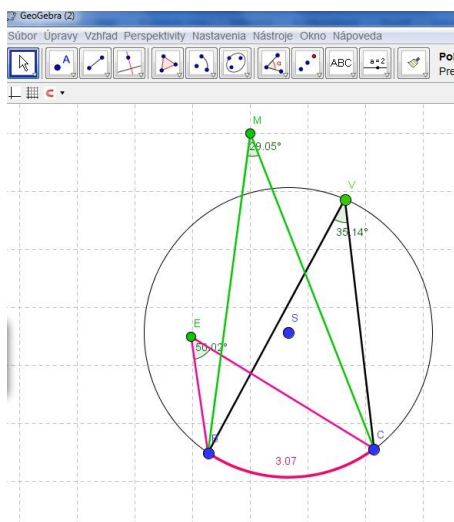 GeoGebra (2)
Súbor Úpravy Vzhľad Perspektivity Nastavenia Nástroje Okno Nápoveda
A
ABC
a=2
Po
Pre
M
29.05°
V
35.14°
S
E
50.02°
B
C
3.07